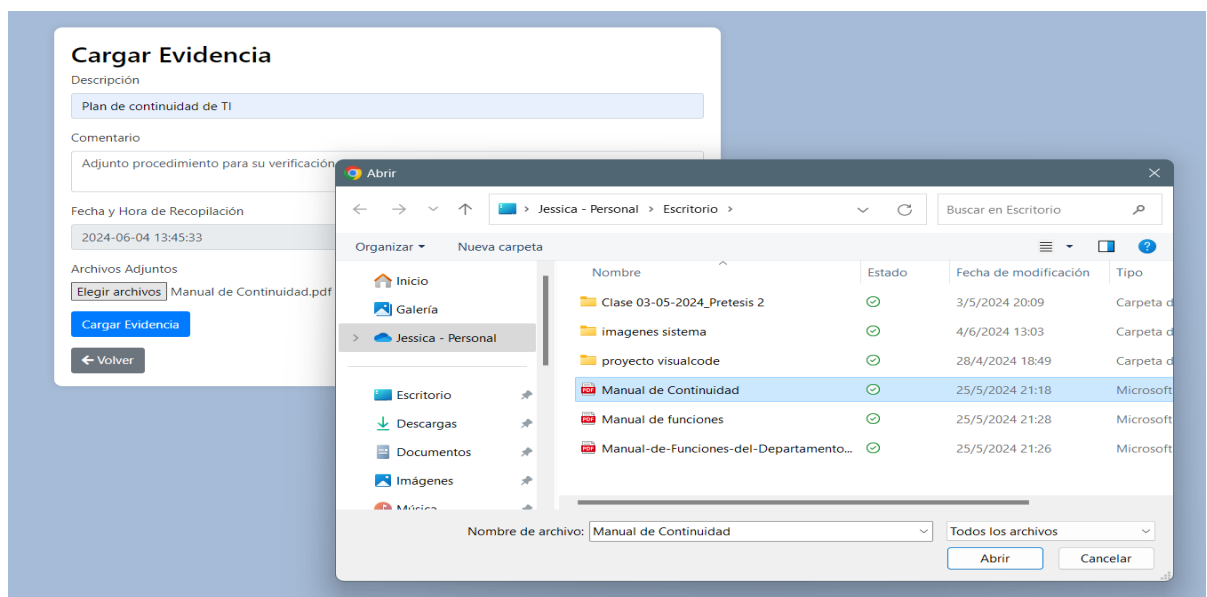 Cargar Evidencia
Descripción
Plan de continuidad de TI
Comentario
Adjunto procedimiento para su verificación
Fecha y Hora de Recopilación
2024-06-04 13:45:33
Archivos Adjuntos
Elegir archivos Manual de Continuidad.pdf
Cargar Evidencia
Volver
Abrir
Jessica - Personal > Escritorio >
Buscar en Escritorio
Organizar
Nueva carpeta
Inicio
Galería
Jessica - Personal
Escritorio
Descargas
Documentos
Imágenes
Música
Nombre Estado Fecha de modificación Tipo
Clase 03-05-2024_Pretesis 2 3/5/2024 20:09 Carpeta d
imagenes sistema 4/6/2024 13:03 Carpeta d
proyecto visualcode 28/4/2024 18:49 Carpeta d
PDF Manual de Continuidad 25/5/2024 21:18 Microsoft
PDF Manual de funciones 25/5/2024 21:28 Microsoft
PDF Manual-de-Funciones-del-Departamento... 25/5/2024 21:26 Microsoft
Nombre de archivo: Manual de Continuidad
Todos los archivos
Abrir
Cancelar